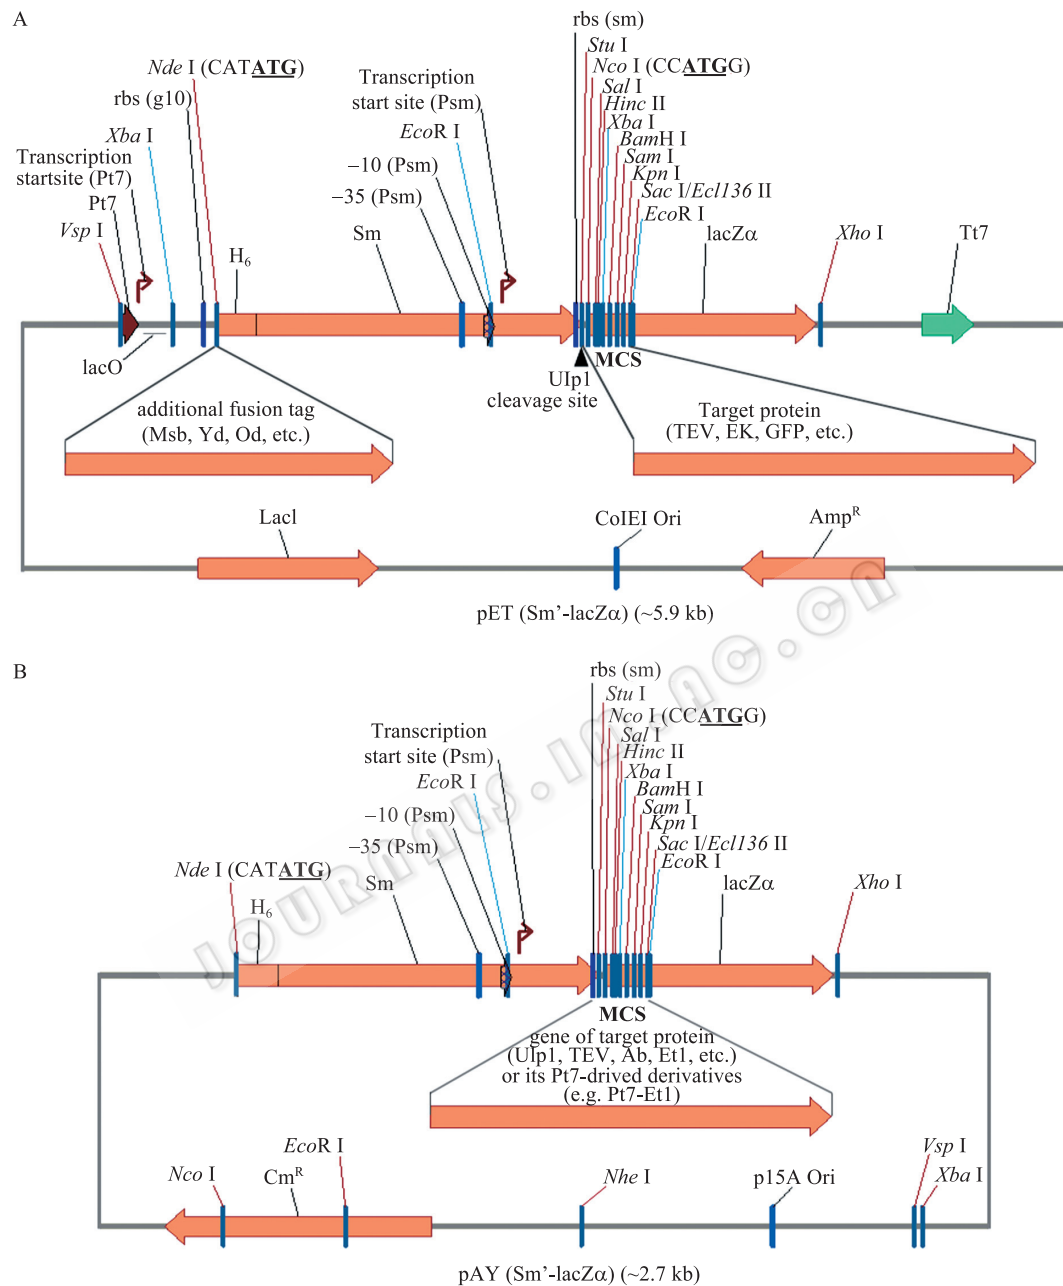 A
rbs (sm)
Stu I
Nco I (CCATGG)
Sal I
Hinc II
Xba I
BamH I
Sam I
Kpn I
Sac I/Ecl136 II
EcoR I
Nde I (CATATG)
rbs (g10)
Xba I
Transcription
startsite (Pt7)
Pt7
Vsp I
Transcription
start site (Psm)
EcoR I
−10 (Psm)
−35 (Psm)
H6
Sm
lacZα
Xho I
Tt7
lacO
MCS
UIp1
cleavage site
additional fusion tag
(Msb, Yd, Od, etc.)
Target protein
(TEV, EK, GFP, etc.)
LacI
CoIEI Ori
AmpR
pET (Sm’-lacZα) (~5.9 kb)
B
rbs (sm)
Stu I
Nco I (CCATGG)
Sal I
Hinc II
Xba I
BamH I
Sam I
Kpn I
Sac I/Ecl136 II
EcoR I
Transcription
start site (Psm)
EcoR I
−10 (Psm)
−35 (Psm)
Nde I (CATATG)
H6
Sm
lacZα
Xho I
MCS
gene of target protein
(Ulp1, TEV, Ab, Et1, etc.)
or its Pt7-drived derivatives
(e.g. Pt7-Et1)
Nco I
CmR
EcoR I
Nhe I
p15A Ori
Vsp I
Xba I
pAY (Sm’-lacZα) (~2.7 kb)
JOURNALS.IM.AC.CN